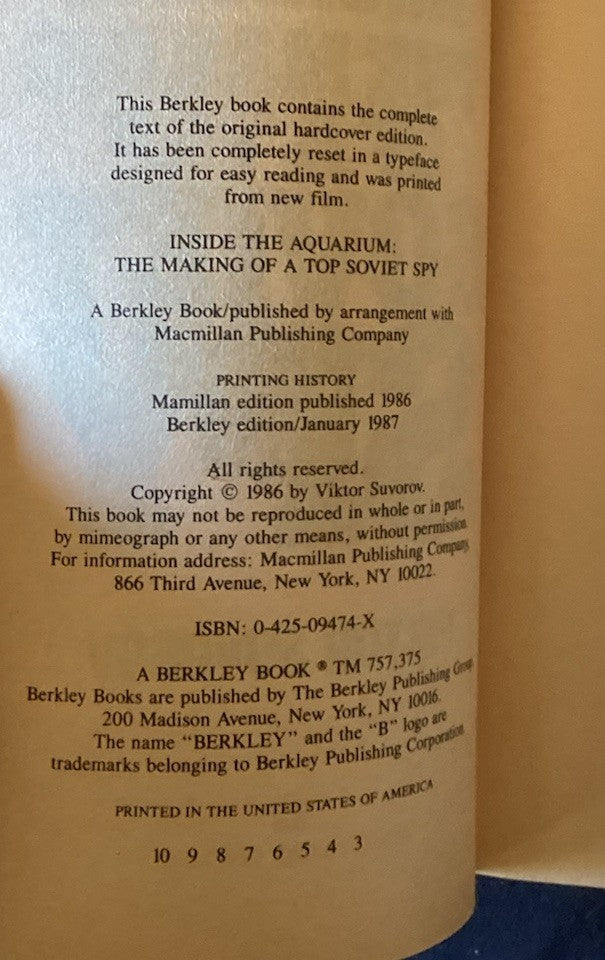 This Berkley book contains the complete
text of the original hardcover edition.
It has been completely reset in a typeface
designed for easy reading and was printed
from new film.
INSIDE THE AQUARIUM:
THE MAKING OF A TOP SOVIET SPY
A Berkley Book/published by arrangement with
Macmillan Publishing Company
PRINTING HISTORY
Mamillan edition published 1986
Berkley edition/January 1987
All rights reserved.
Copyright © 1986 by Viktor Suvorov.
This book may not be reproduced in whole or in part,
by mimeograph or any other means, without permission.
For information address: Macmillan Publishing Company,
866 Third Avenue, New York, NY 10022.
ISBN: 0-425-09474-X
A BERKLEY BOOK ® TM 757,375
Berkley Books are published by The Berkley Publishing Group,
200 Madison Avenue, New York, NY 10016.
The name "BERKLEY" and the "B" logo are
trademarks belonging to Berkley Publishing Corporation.
PRINTED IN THE UNITED STATES OF AMERICA
10 9 8 7 6 5 4 3